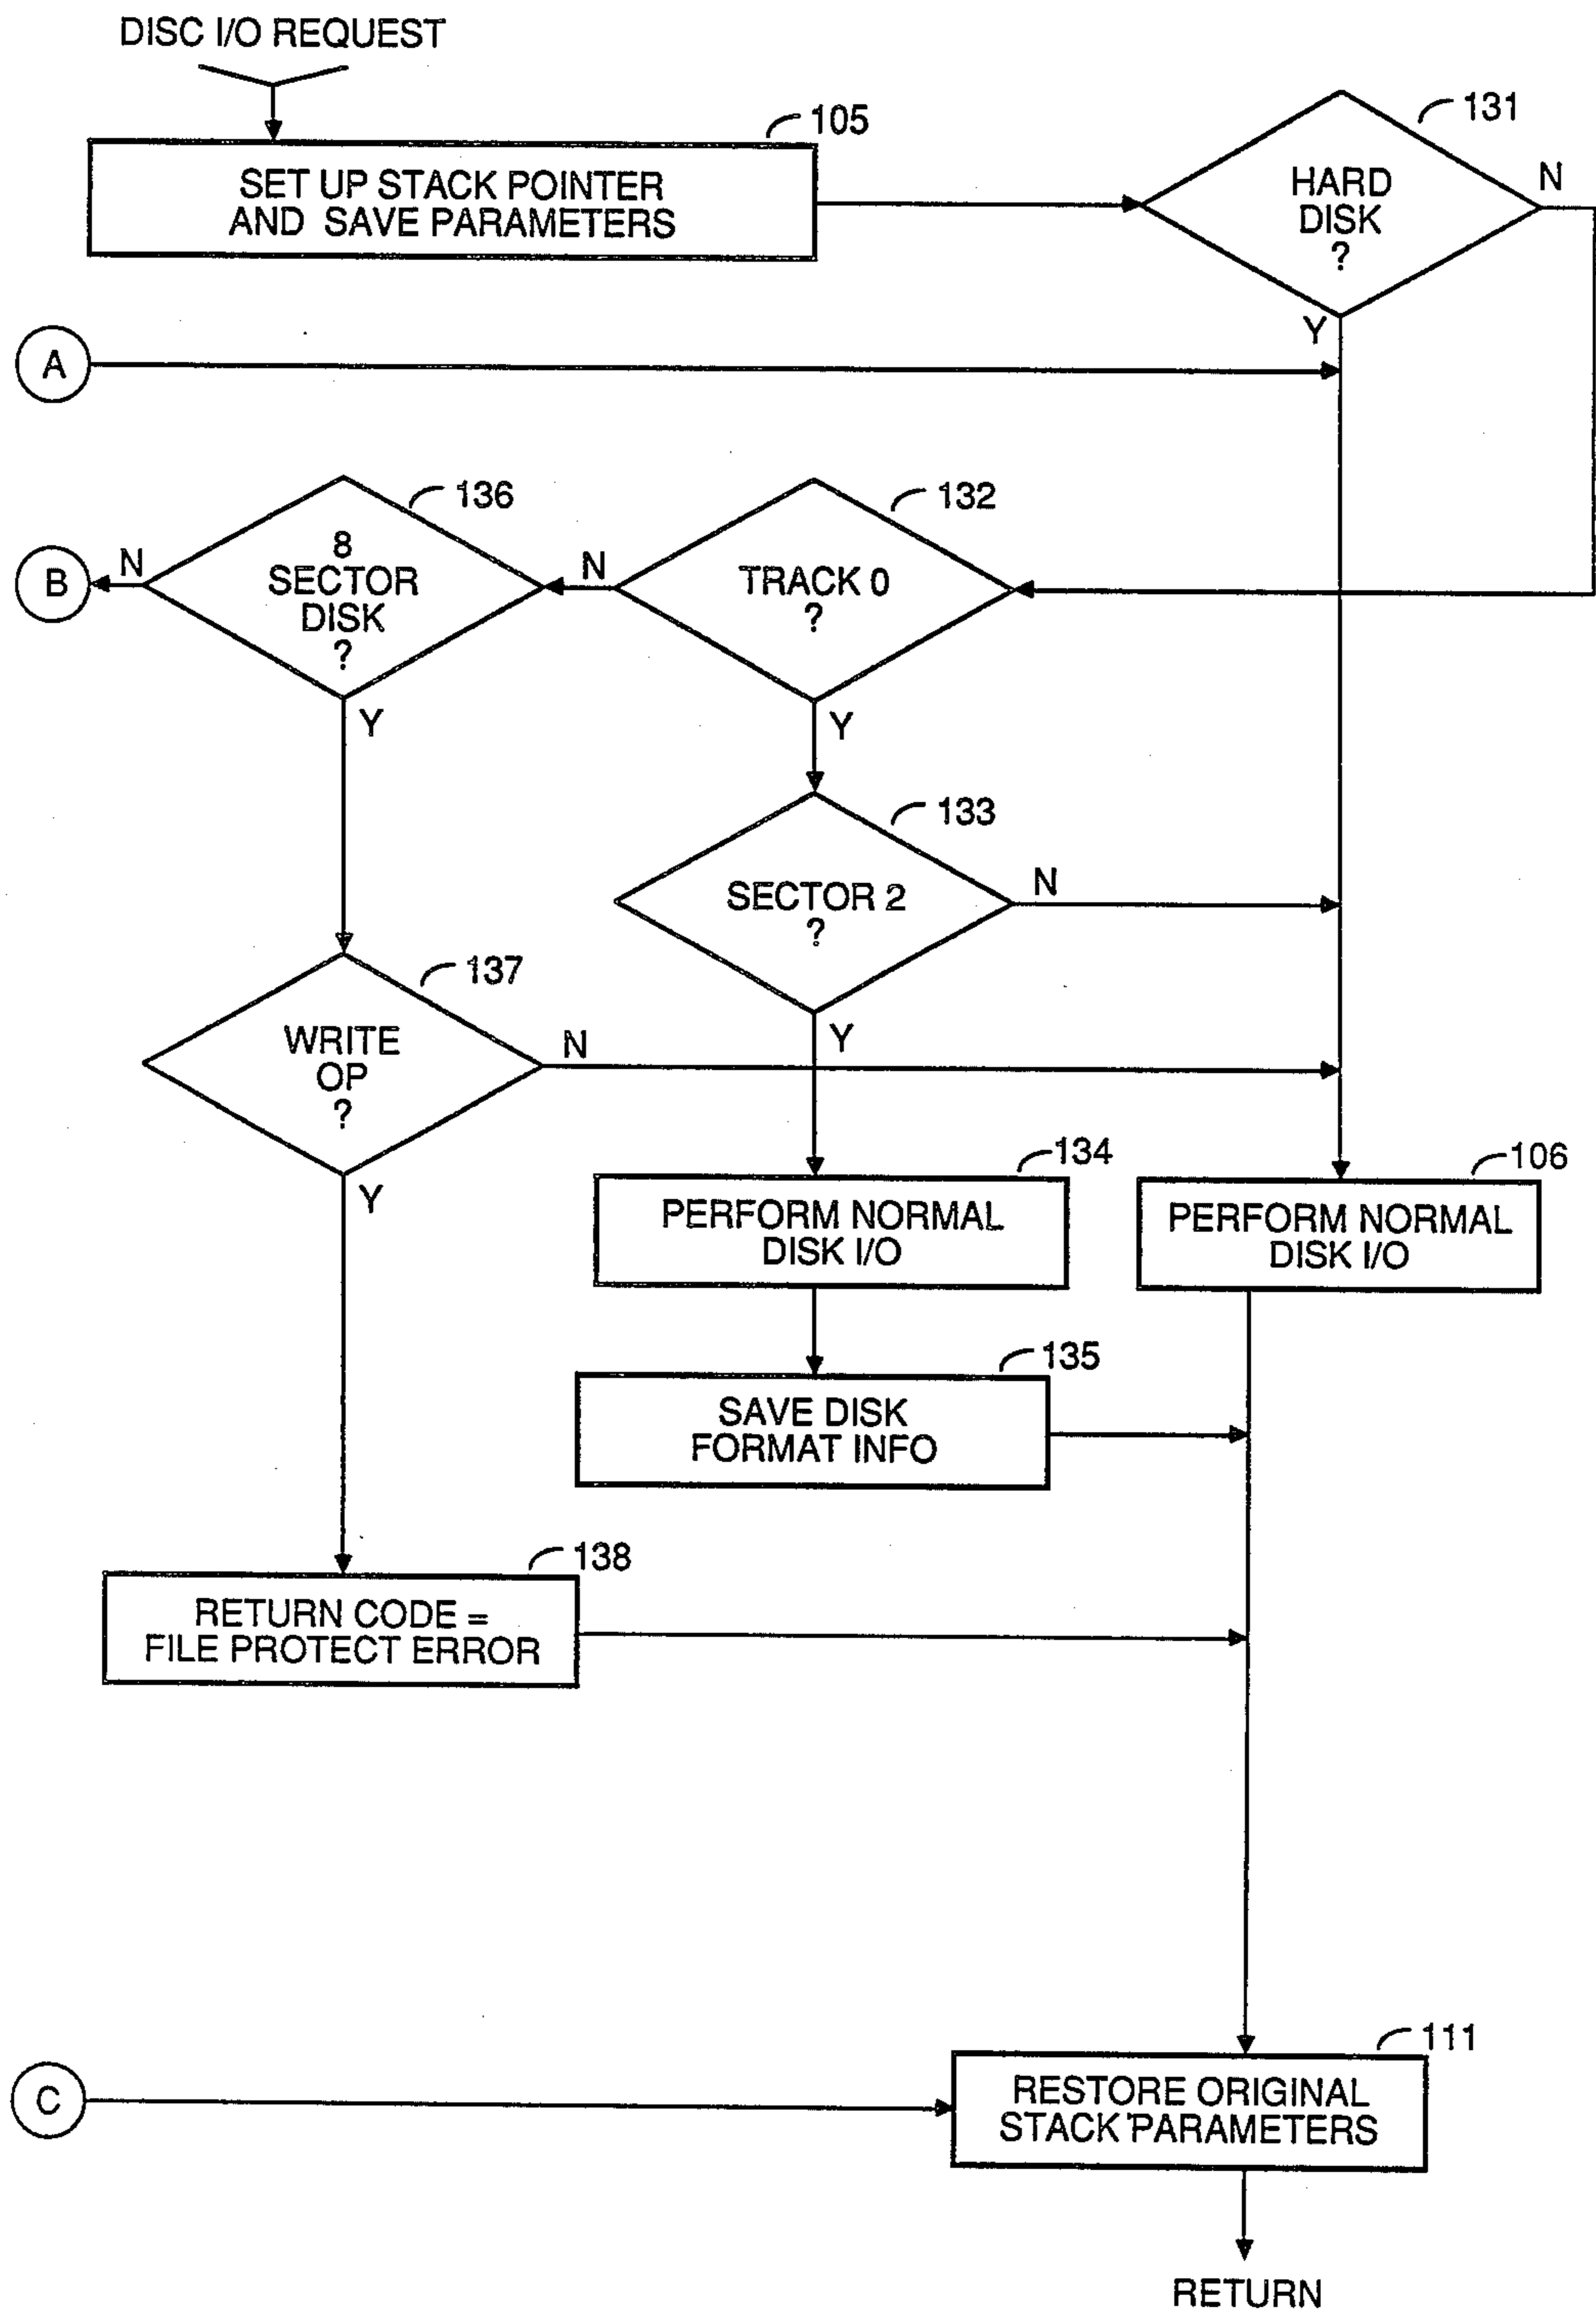 DISC I/O REQUEST
105
SET UP STACK POINTER
AND SAVE PARAMETERS
131
HARD
DISK
?
N
Y
A
136
8
SECTOR
DISK
?
N
B
Y
132
TRACK 0
?
N
Y
133
SECTOR 2
?
N
Y
137
WRITE
OP
?
N
Y
134
PERFORM NORMAL
DISK I/O
106
PERFORM NORMAL
DISK I/O
135
SAVE DISK
FORMAT INFO
138
RETURN CODE =
FILE PROTECT ERROR
C
111
RESTORE ORIGINAL
STACK PARAMETERS
RETURN